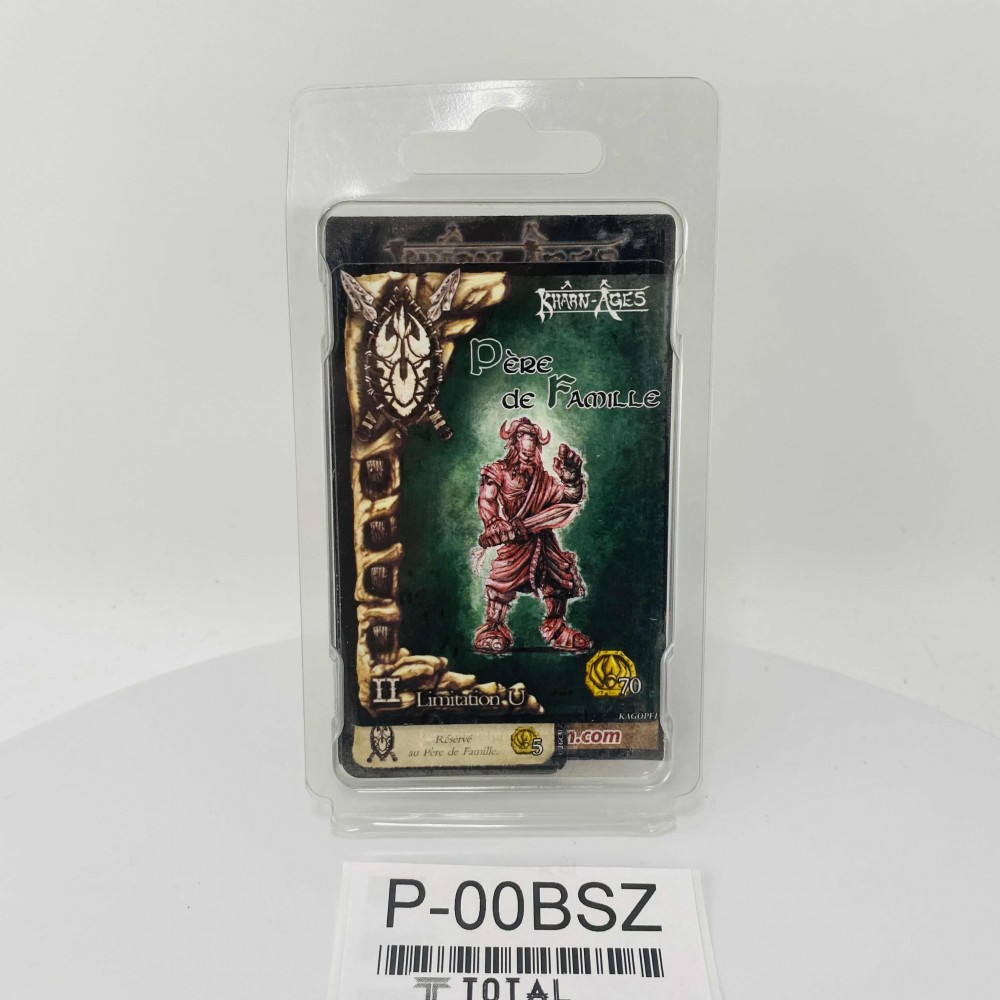 KHÂRN-ÂGES
PÈRE
DE FAMILLE
II
Limitation U
70
KAGOPF1
Réservé
au Père de Famille.
5
.com
P-00BSZ
TOTAL